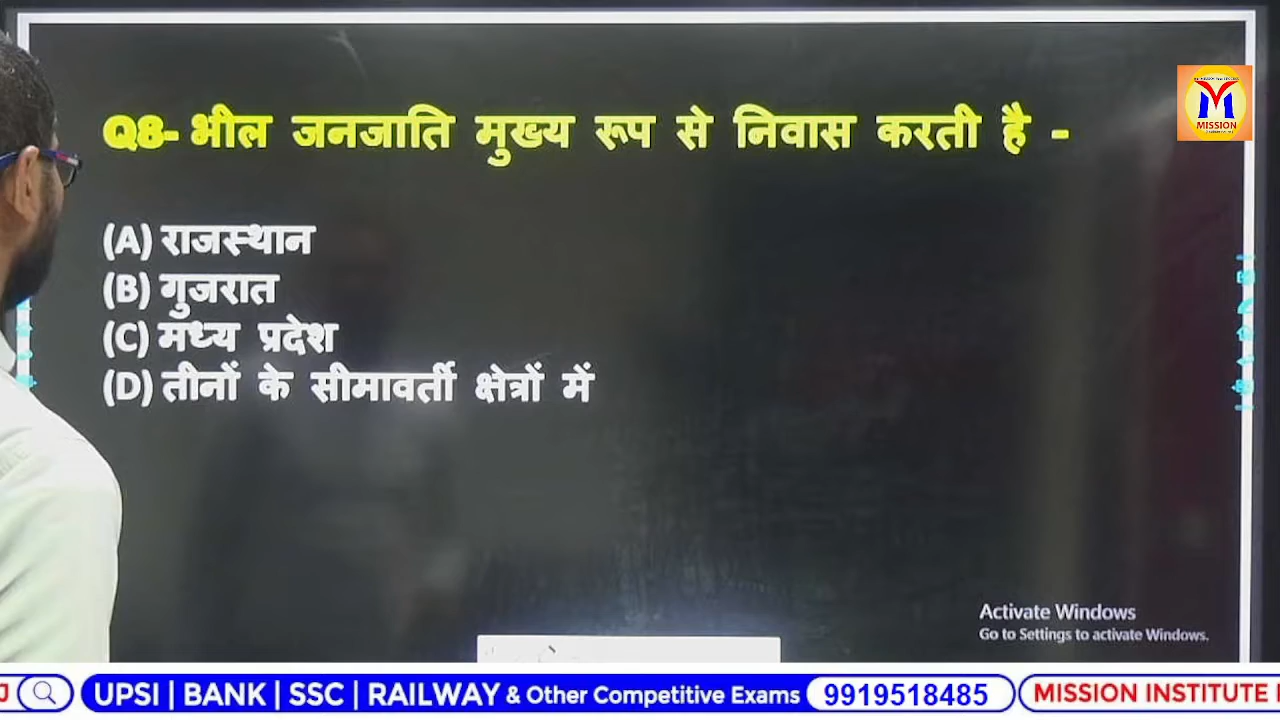 Q8- भील जनजाति मुख्य रूप से निवास करती है -
(A) राजस्थान
(B) गुजरात
(C) मध्य प्रदेश
(D) तीनों के सीमावर्ती क्षेत्रों में
MISSION
Activate Windows
Go to Settings to activate Windows.
UPSI | BANK | SSC | RAILWAY & Other Competitive Exams 9919518485 MISSION INSTITUTE